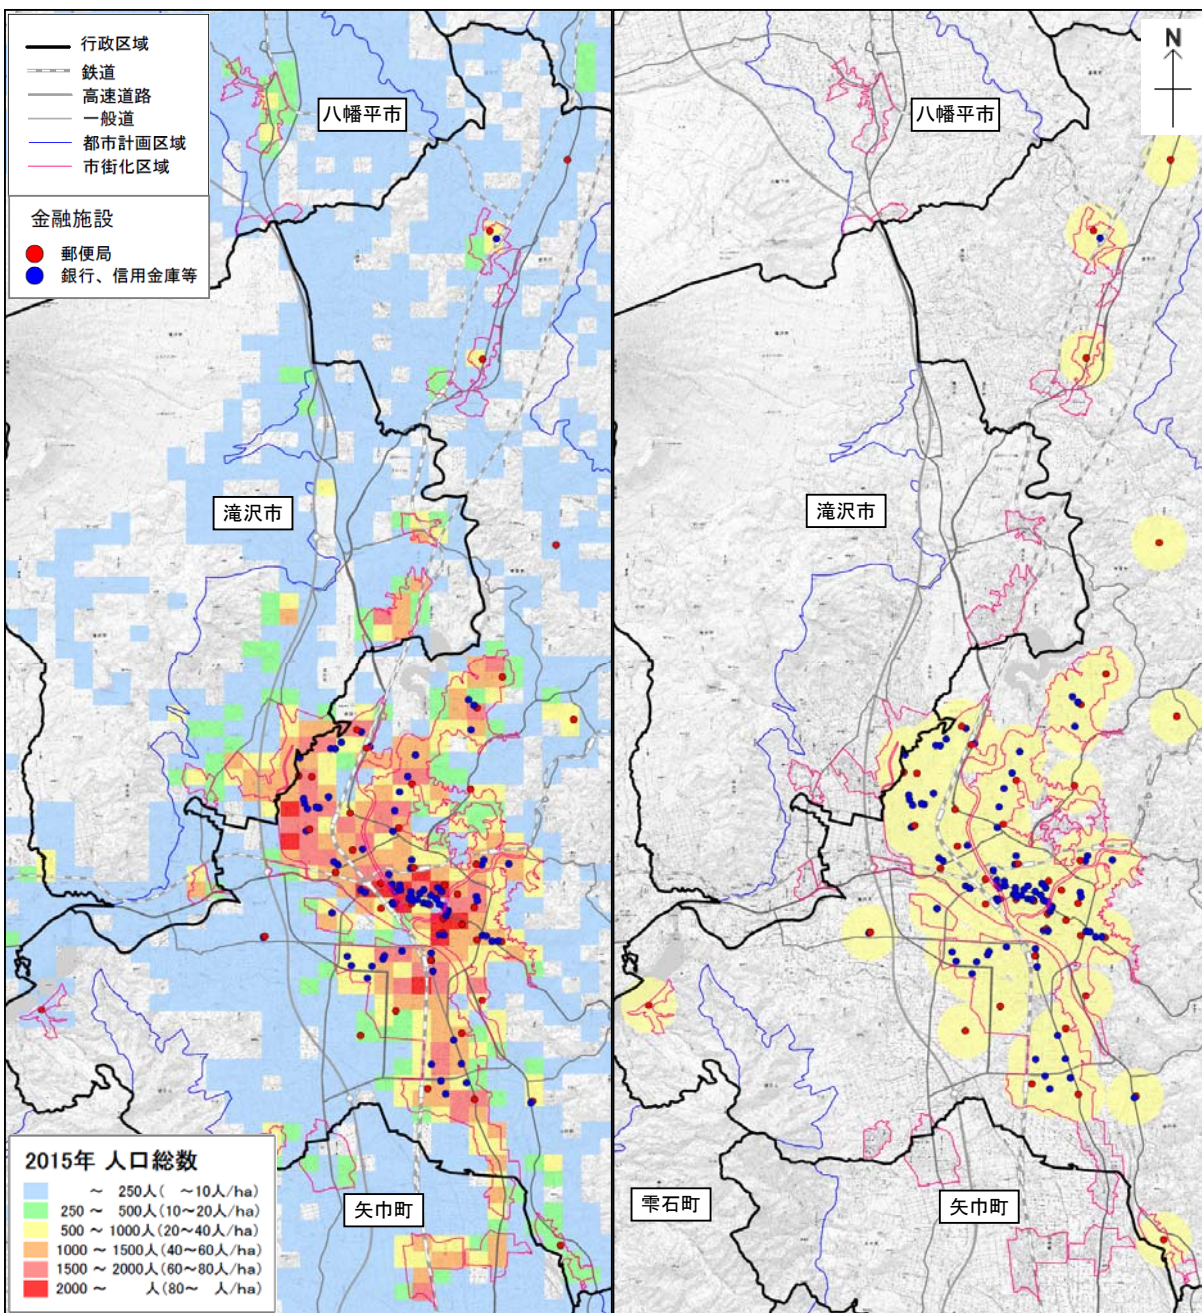 行政区域
鉄道
高速道路
一般道
都市計画区域
市街化区域
金融施設
郵便局
銀行、信用金庫等
八幡平市
滝沢市
矢巾町
2015年 人口総数
～ 250人( ～10人/ha)
250 ～ 500人(10～20人/ha)
500 ～ 1000人(20～40人/ha)
1000 ～ 1500人(40～60人/ha)
1500 ～ 2000人(60～80人/ha)
2000 ～ 人(80～ 人/ha)
N
八幡平市
滝沢市
雫石町
矢巾町